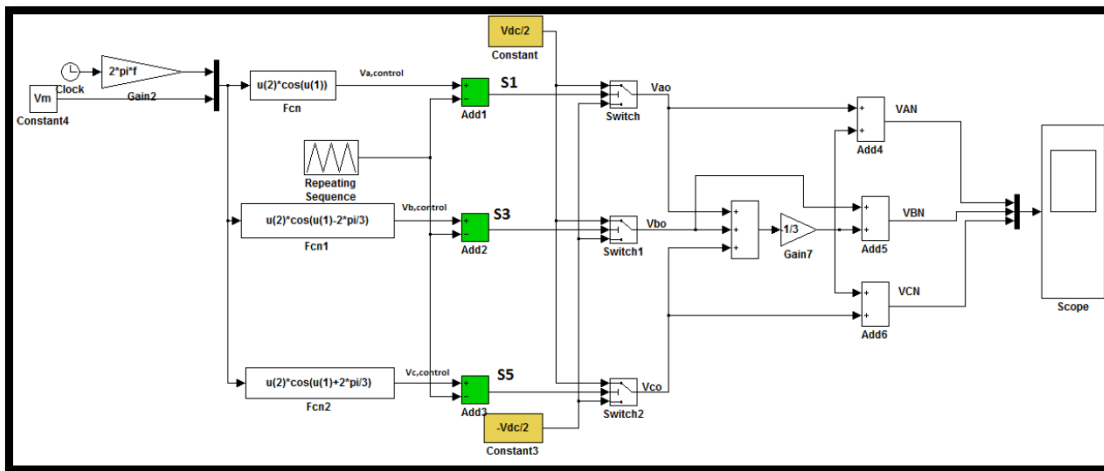 Vdc/2
Constant
Clock
2*pi*f
Gain2
Vm
Constant4
u(2)*cos(u(1))
Fcn
Va,control
S1
Add1
Switch
Vao
Repeating
Sequence
u(2)*cos(u(1)-2*pi/3)
Fcn1
Vb,control
S3
Add2
Switch1
Vbo
-1/3
Gain7
Add4
VAN
Add5
VBN
Add6
VCN
Scope
u(2)*cos(u(1)+2*pi/3)
Fcn2
Vc,control
S5
Add3
Switch2
Vco
-Vdc/2
Constant3